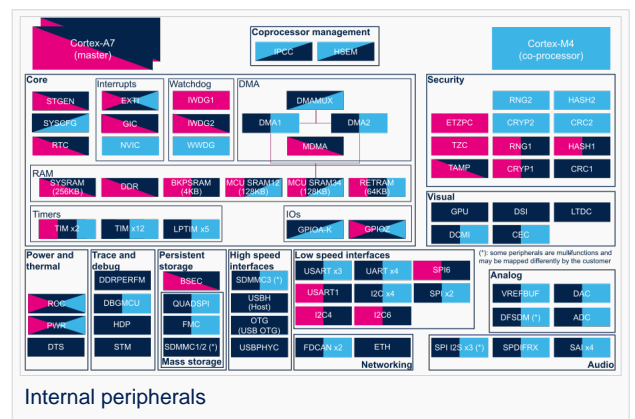 Cortex-A7
(master)
Coprocessor management
IPCC
HSEM
Cortex-M4
(co-processor)
Core
STGEN
SYSCFG
RTC
Interrupts
EXTI
GIC
NVIC
Watchdog
IWDG1
IWDG2
WWDG
DMA
DMAMUX
DMA1
DMA2
MDMA
Security
RNG2
HASH2
ETZPC
CRYP2
CRC2
TZC
RNG1
HASH1
TAMP
CRYP1
CRC1
RAM
SYSRAM
(256KB)
DDR
BKPSRAM
(4KB)
MCU SRAM12
(128KB)
MCU SRAM34
(128KB)
RETRAM
(64KB)
Timers
TIM x2
TIM x12
LPTIM x5
IOs
GPIOA-K
GPIOZ
Visual
GPU
DSI
LTDC
DCMI
CEC
(*): some peripherals are multifunctions and
may be mapped differently by the customer
Power and
thermal
ROC
PWR
DTS
Trace and
debug
DDRPERFM
DBGMCU
HDP
STM
Persistent
storage
BSEC
QUADSPI
FMC
SDMMC1/2 (*)
Mass storage
High speed
interfaces
SDMMC3 (*)
USBH
(Host)
OTG
(USB OTG)
USBPHYC
Low speed interfaces
USART x3
UART x4
SPI6
USART1
I2C x4
SPI x2
I2C4
I2C6
FDCAN x2
ETH
Networking
Analog
VREFBUF
DAC
DFSDM (*)
ADC
SPI I2S x3 (*)
SPDIFRX
SAI x4
Audio
Internal peripherals